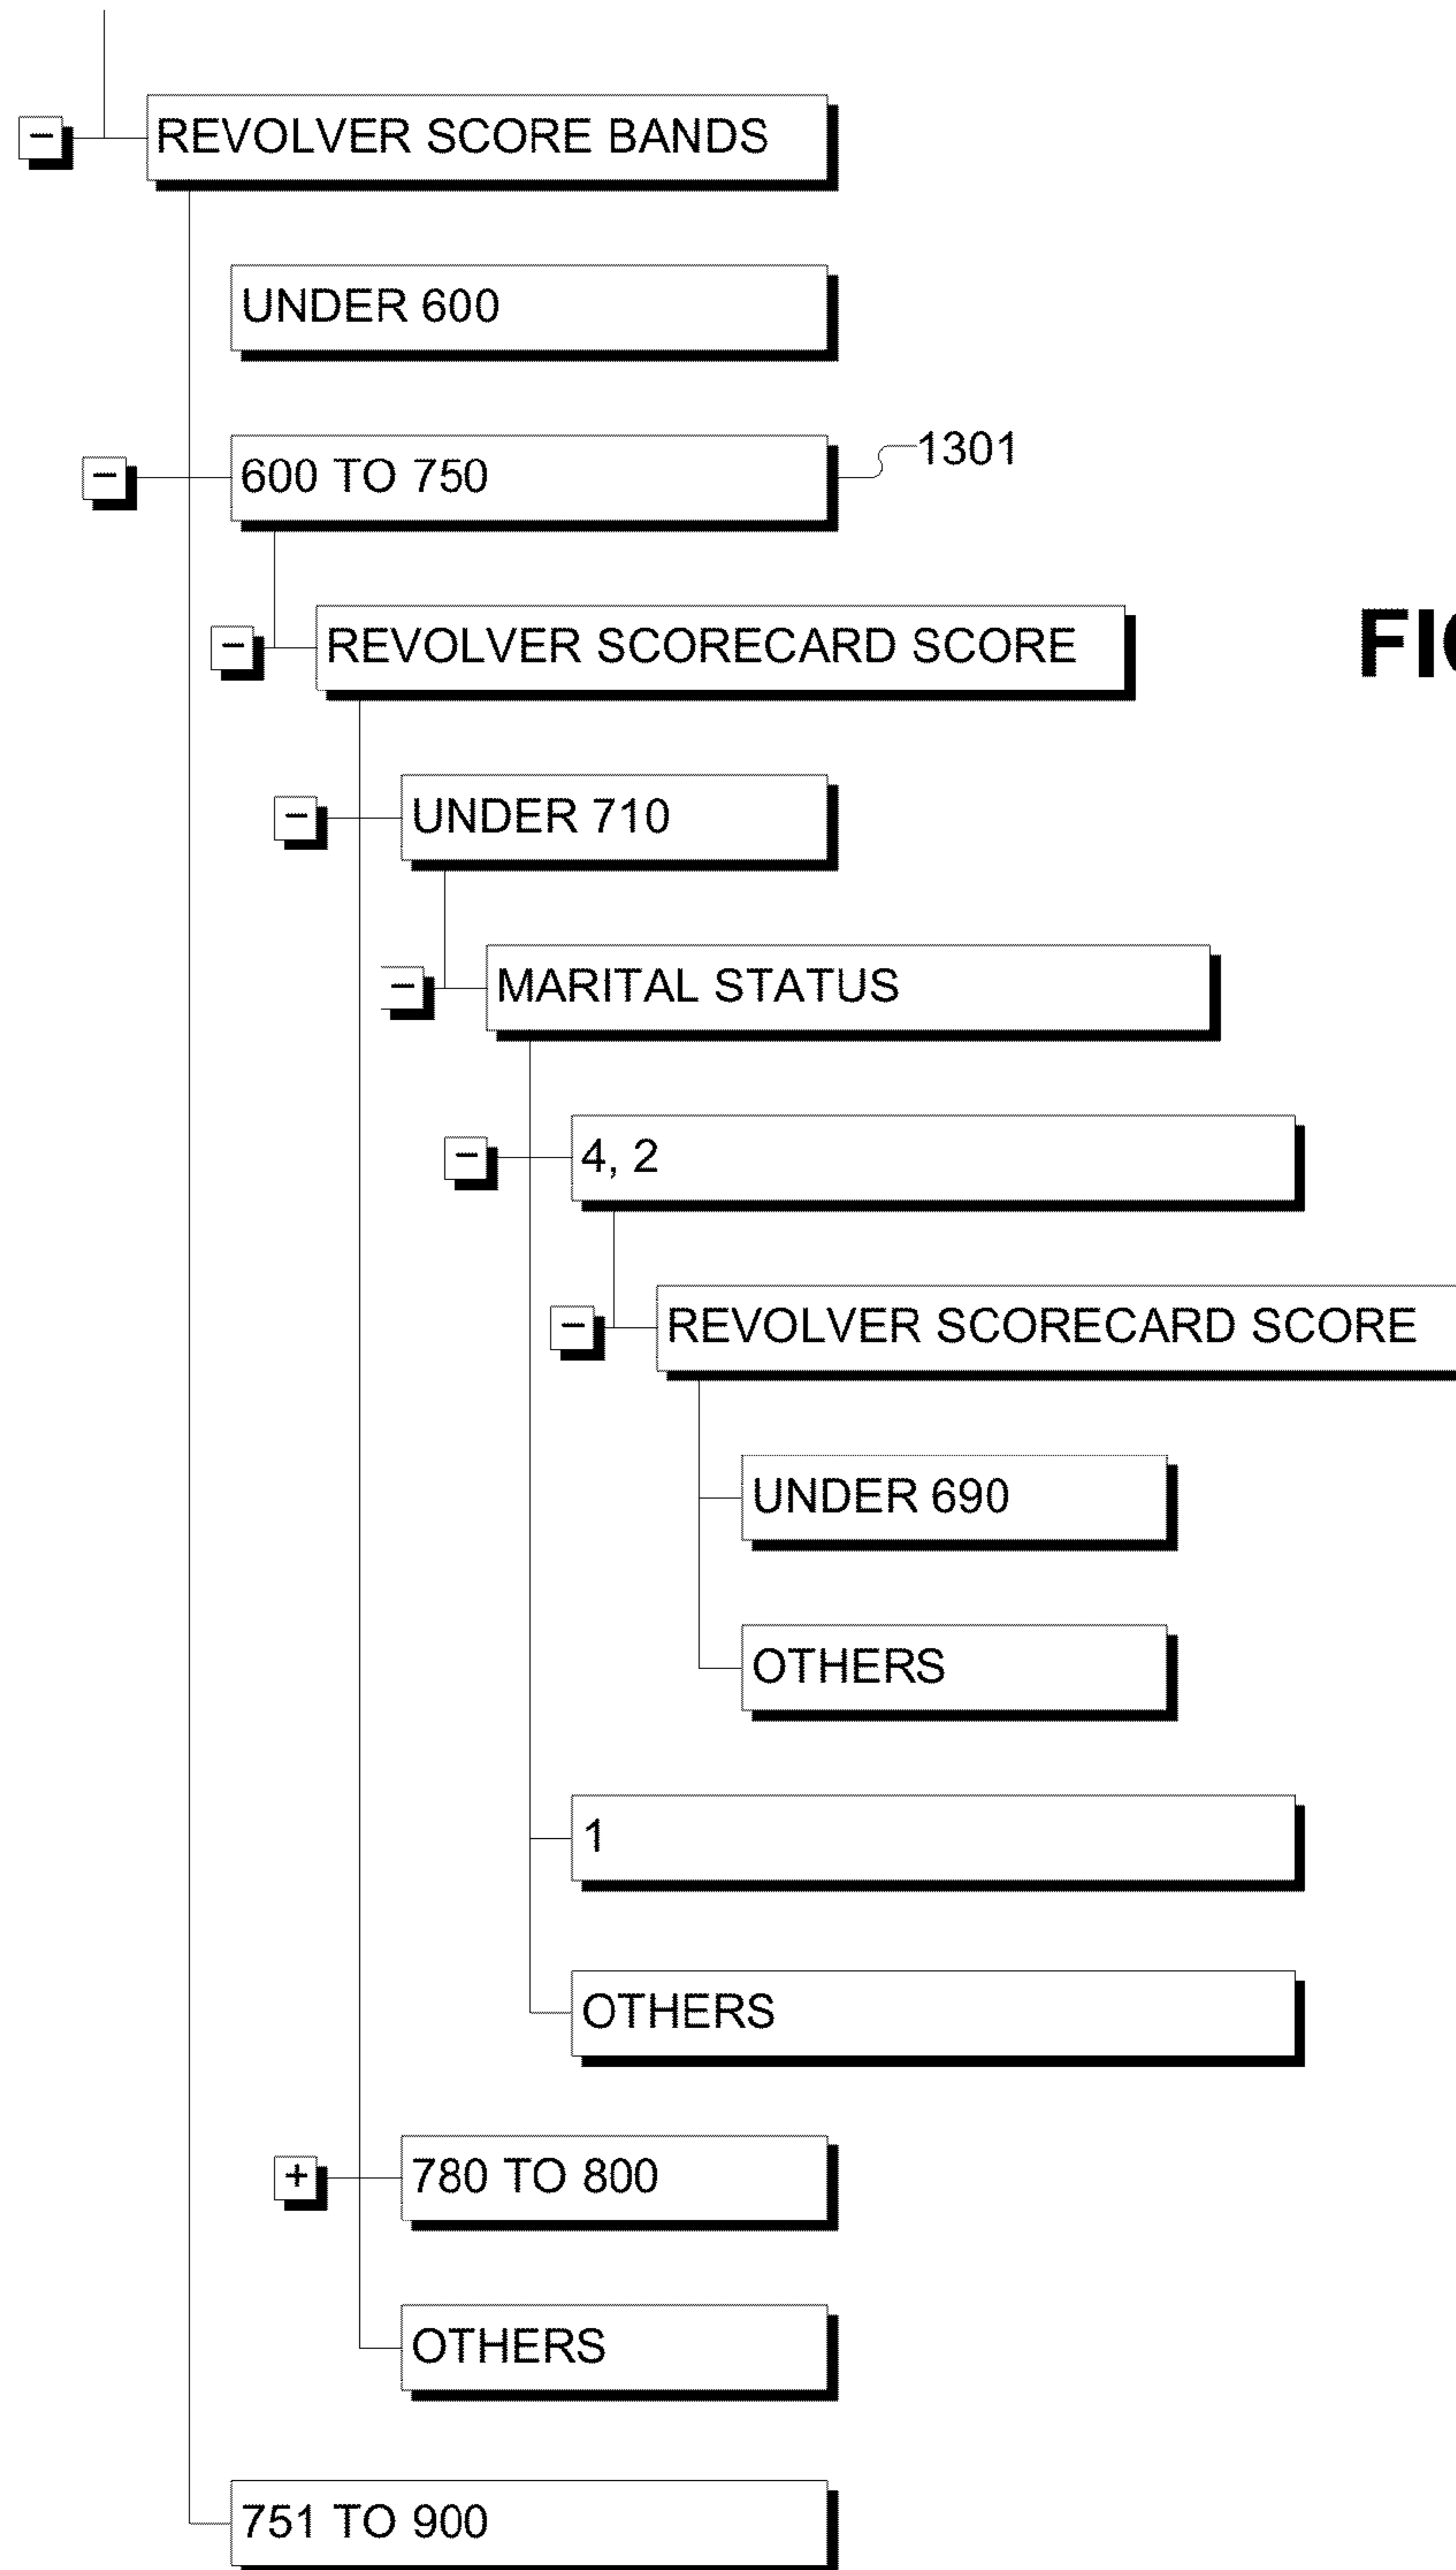 REVOLVER SCORE BANDS
UNDER 600
600 TO 750
1301
REVOLVER SCORECARD SCORE
UNDER 710
MARITAL STATUS
4, 2
REVOLVER SCORECARD SCORE
UNDER 690
OTHERS
1
OTHERS
+ 780 TO 800
OTHERS
751 TO 900